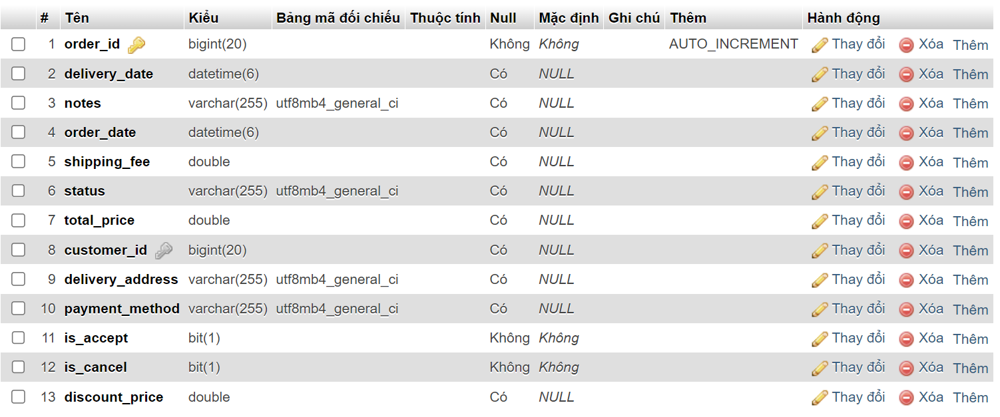 # Tên Kiểu Bảng mã đối chiếu Thuộc tính Null Mặc định Ghi chú Thêm Hành động
1 order_id bigint(20) Không Không AUTO_INCREMENT Thay đổi Xóa Thêm
2 delivery_date datetime(6) Có NULL Thay đổi Xóa Thêm
3 notes varchar(255) utf8mb4_general_ci Có NULL Thay đổi Xóa Thêm
4 order_date datetime(6) Có NULL Thay đổi Xóa Thêm
5 shipping_fee double Có NULL Thay đổi Xóa Thêm
6 status varchar(255) utf8mb4_general_ci Có NULL Thay đổi Xóa Thêm
7 total_price double Có NULL Thay đổi Xóa Thêm
8 customer_id bigint(20) Có NULL Thay đổi Xóa Thêm
9 delivery_address varchar(255) utf8mb4_general_ci Có NULL Thay đổi Xóa Thêm
10 payment_method varchar(255) utf8mb4_general_ci Có NULL Thay đổi Xóa Thêm
11 is_accept bit(1) Không Không Thay đổi Xóa Thêm
12 is_cancel bit(1) Không Không Thay đổi Xóa Thêm
13 discount_price double Có NULL Thay đổi Xóa Thêm